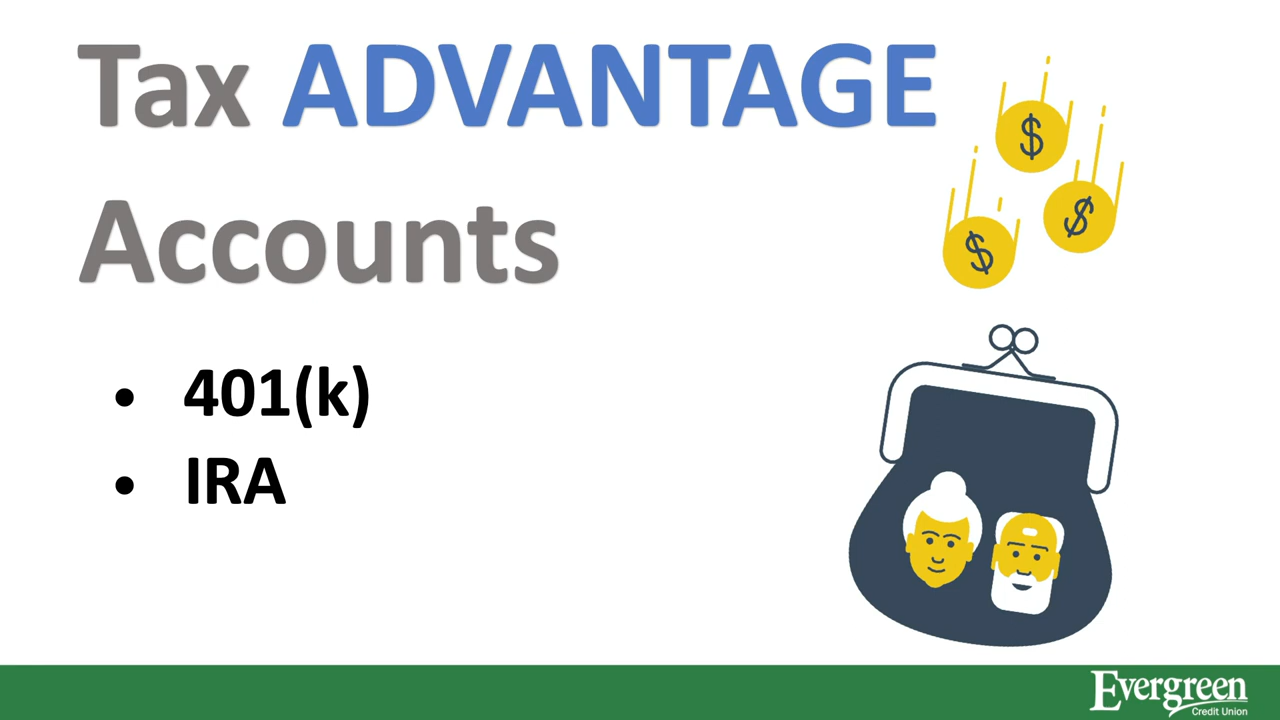 Tax ADVANTAGE
Accounts
• 401(k)
• IRA
$
$
$
Evergreen
Credit Union